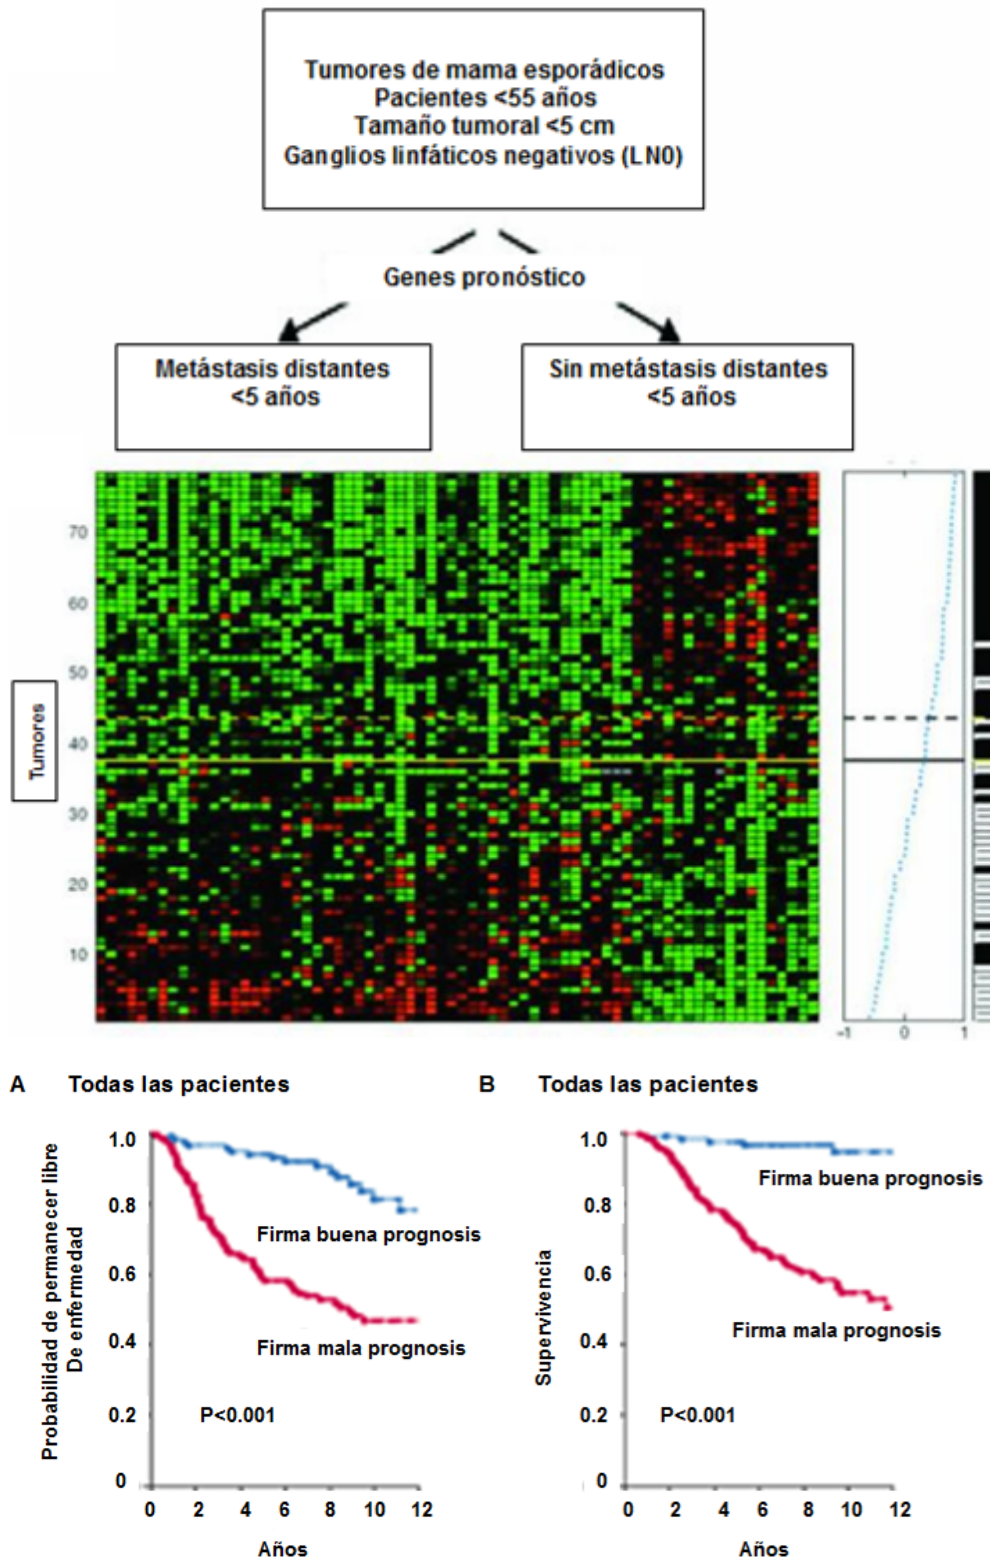 Tumores de mama esporádicos
Pacientes <55 años
Tamaño tumoral <5 cm
Ganglios linfáticos negativos (LN0)
Genes pronóstico
Metástasis distantes
<5 años
Sin metástasis distantes
<5 años
Tumores
70
60
50
40
30
20
10
-1 0 1
A Todas las pacientes
Probabilidad de permanecer libre
De enfermedad
1.0
0.8
0.6
0.4
0.2
0
Firma buena prognosis
Firma mala prognosis
P<0.001
0 2 4 6 8 10 12
Años
B Todas las pacientes
Supervivencia
1.0
0.8
0.6
0.4
0.2
0
Firma buena prognosis
Firma mala prognosis
P<0.001
0 2 4 6 8 10 12
Años